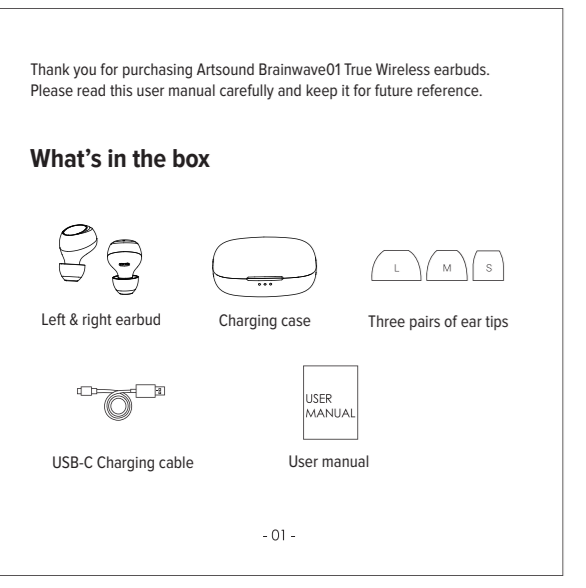 Thank you for purchasing Artsound Brainwave01 True Wireless earbuds.
Please read this user manual carefully and keep it for future reference.
What’s in the box
L M S
Left & right earbud Charging case Three pairs of ear tips
USER
MANUAL
USB-C Charging cable User manual
- 01 -